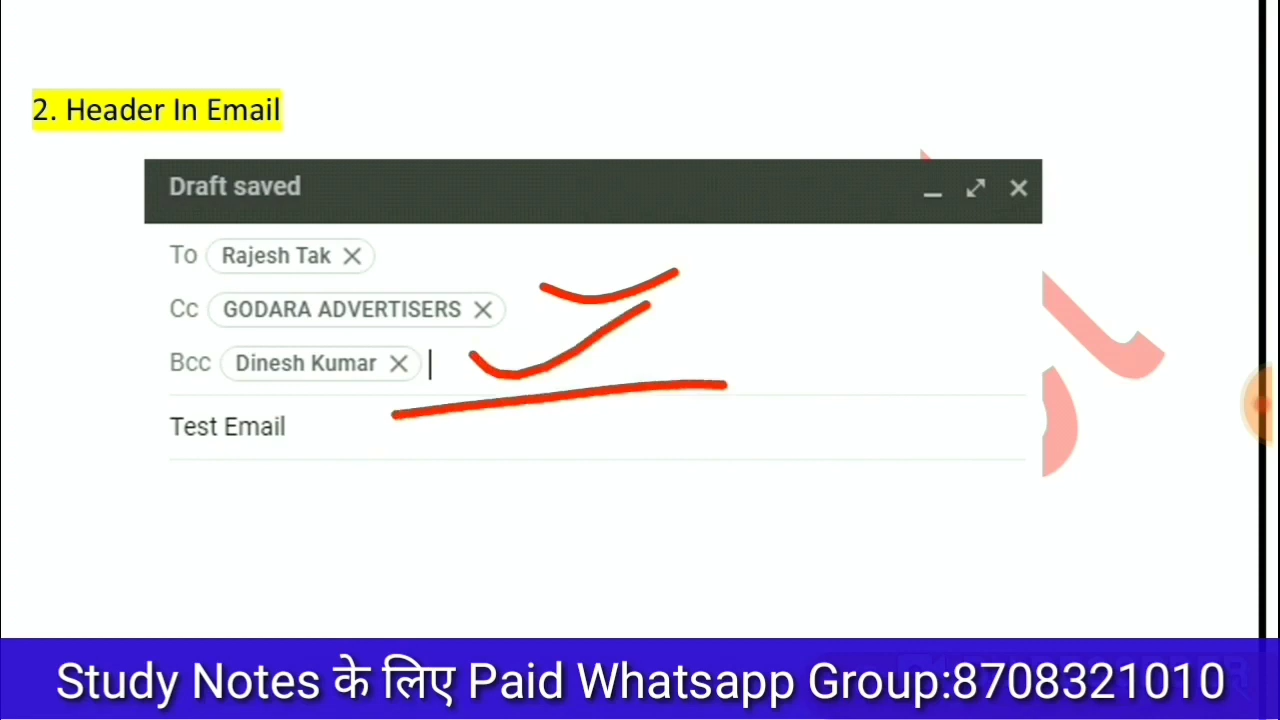 2. Header In Email
Draft saved
To Rajesh Tak
Cc GODARA ADVERTISERS
Bcc Dinesh Kumar
Test Email
Study Notes के लिए Paid Whatsapp Group:8708321010